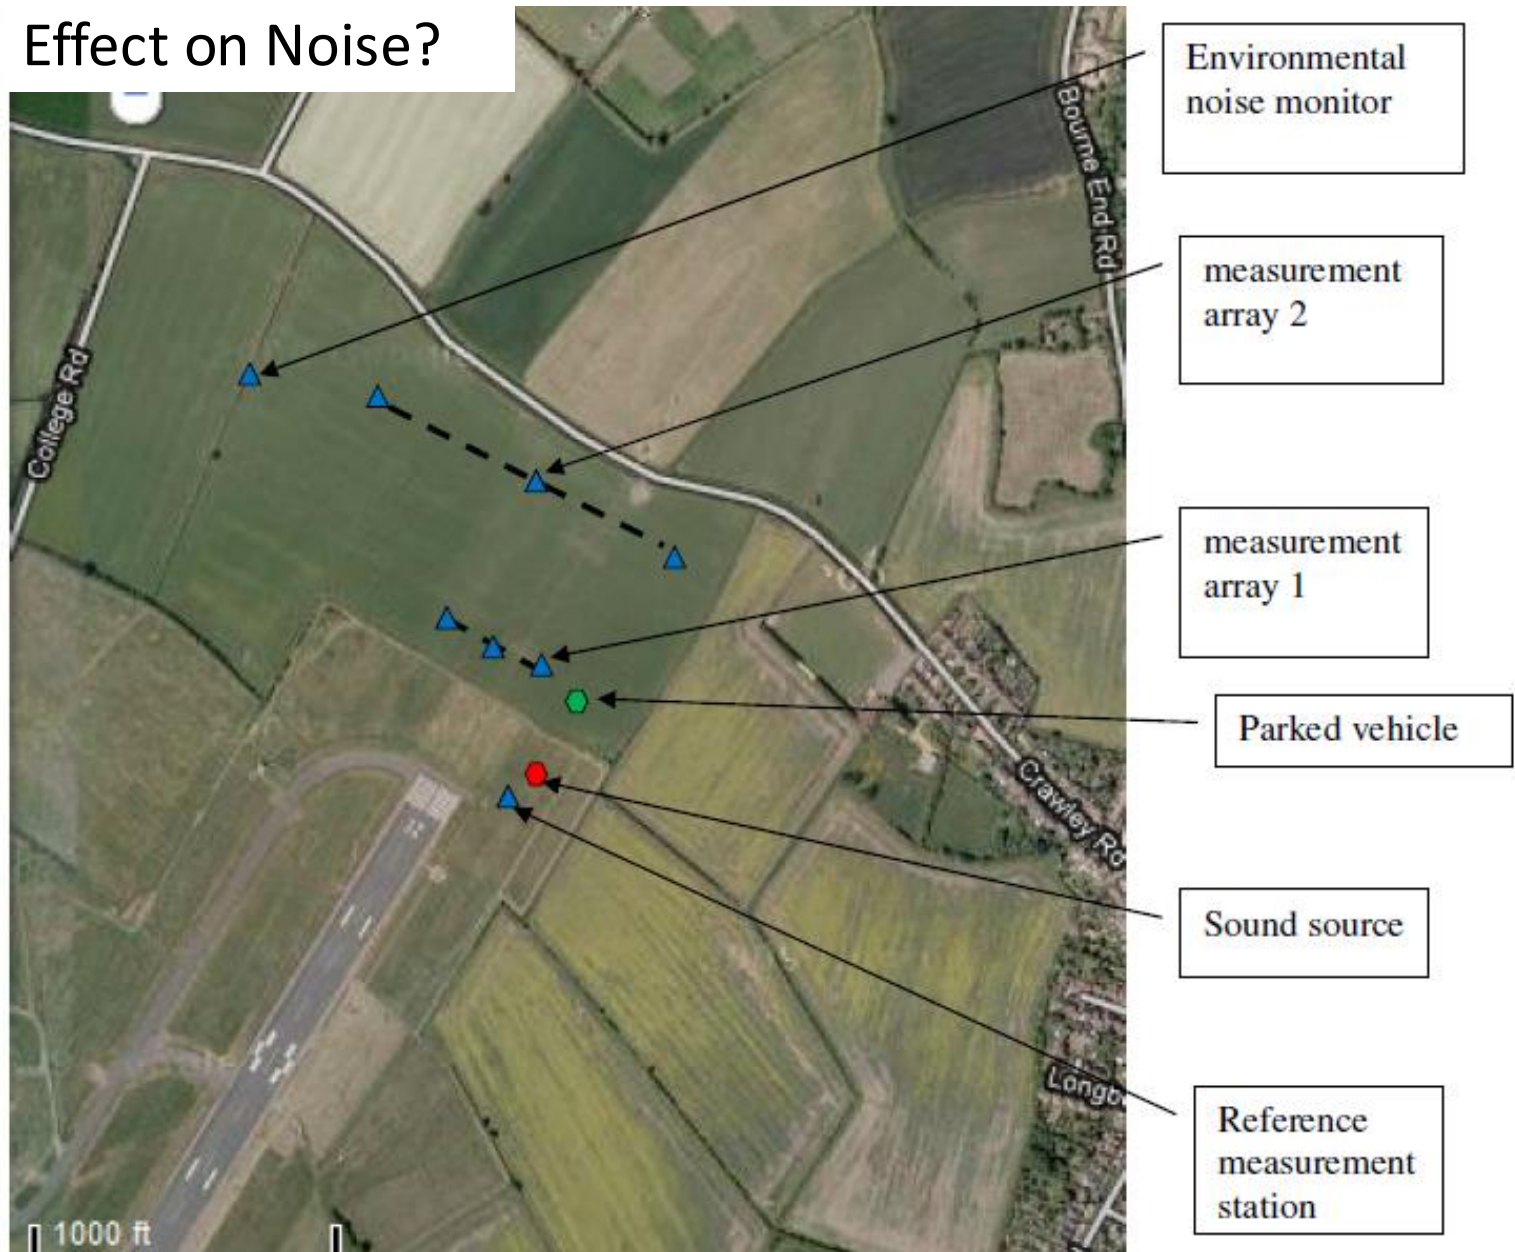 Effect on Noise?
Environmental
noise monitor
Bourne End Rd
measurement
array 2
College Rd
measurement
array 1
Parked vehicle
Crawley Rd
Sound source
Longb
Reference
measurement
station
1000 ft